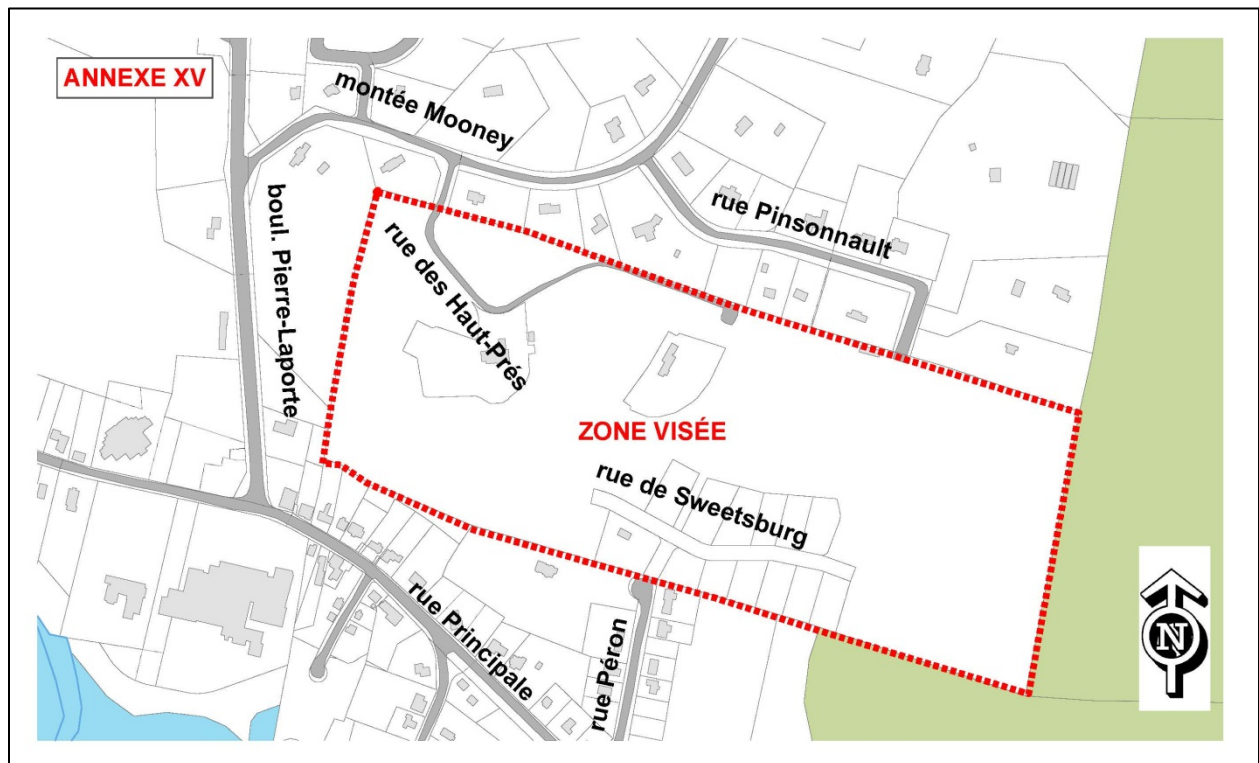 ANNEXE XV
montée Mooney
rue Pinsonnault
boul. Pierre-Laporte
rue des Haut-Prés
ZONE VISÉE
rue de Sweetsburg
rue Principale
rue Péron
N